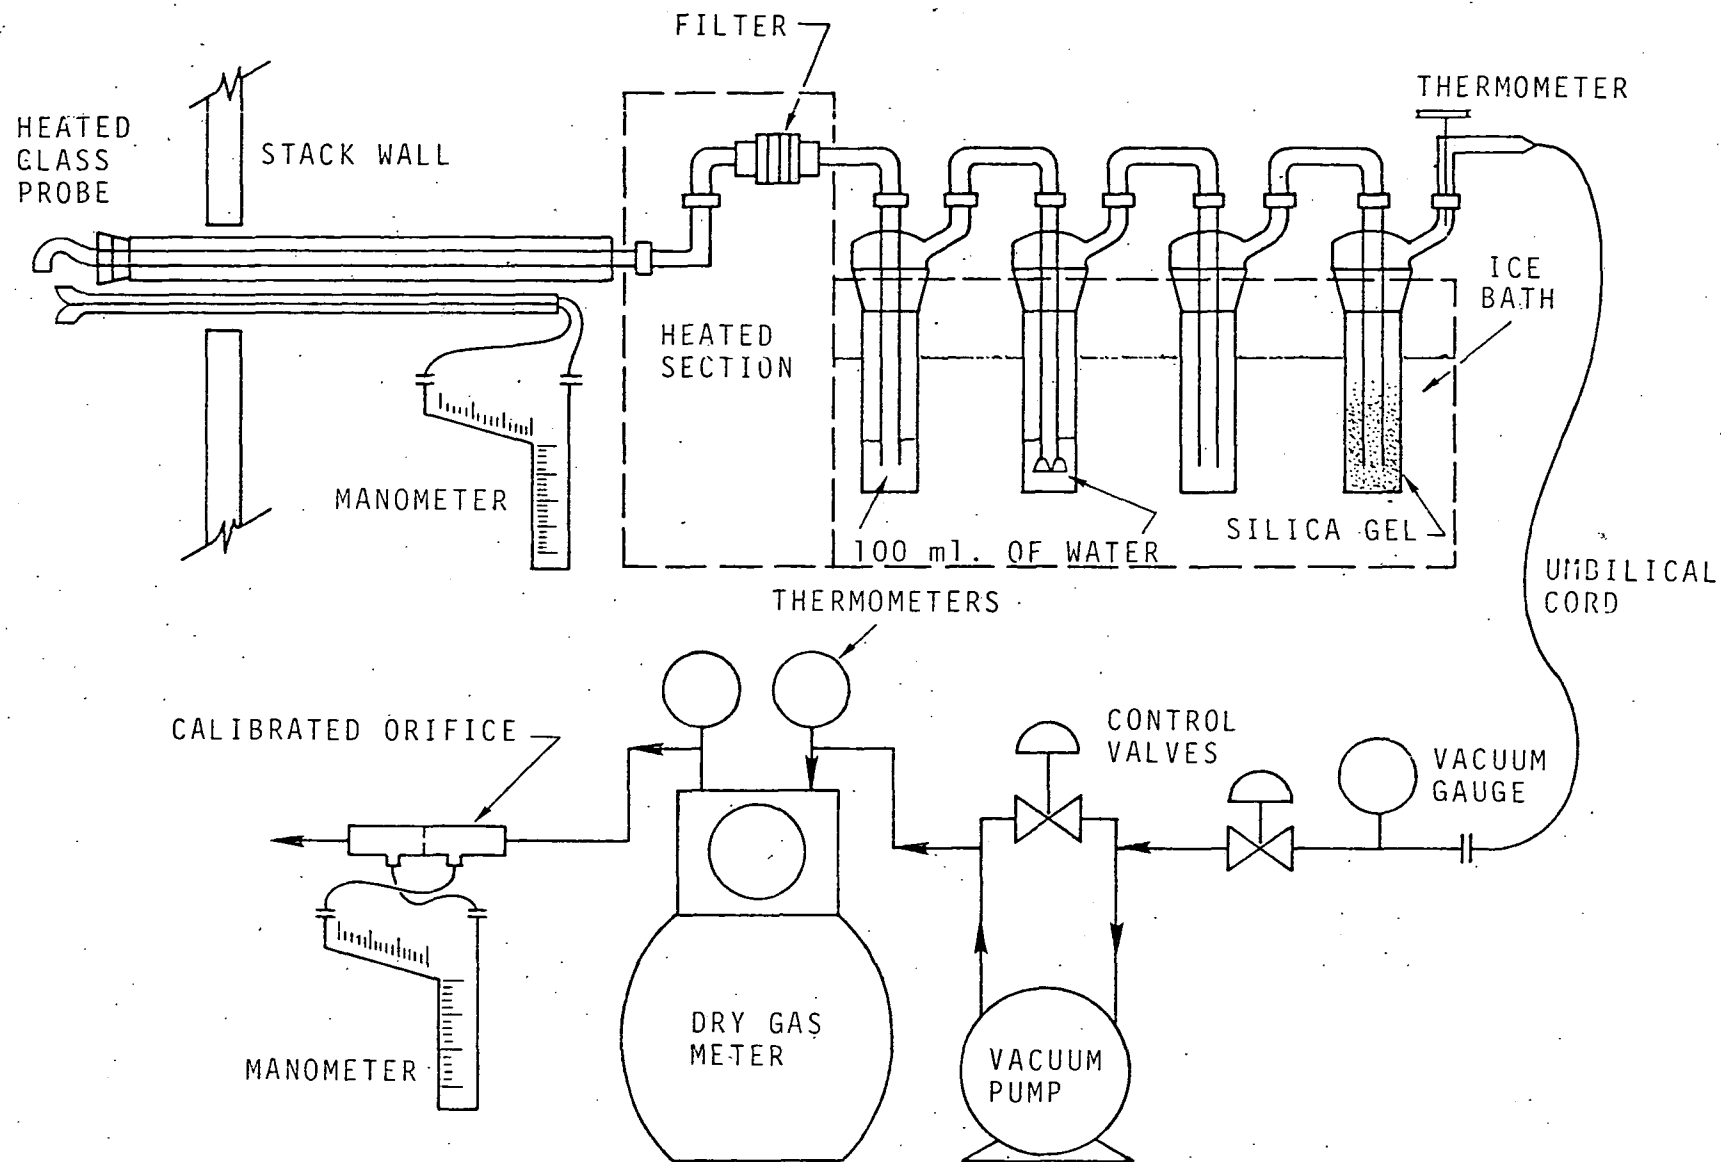 FILTER
THERMOMETER
HEATED
GLASS
PROBE
STACK WALL
ICE
BATH
HEATED
SECTION
MANOMETER
SILICA GEL
100 ml. OF WATER
UMBILICAL
CORD
THERMOMETERS
CALIBRATED ORIFICE
CONTROL
VALVES
VACUUM
GAUGE
DRY GAS
METER
MANOMETER
VACUUM
PUMP